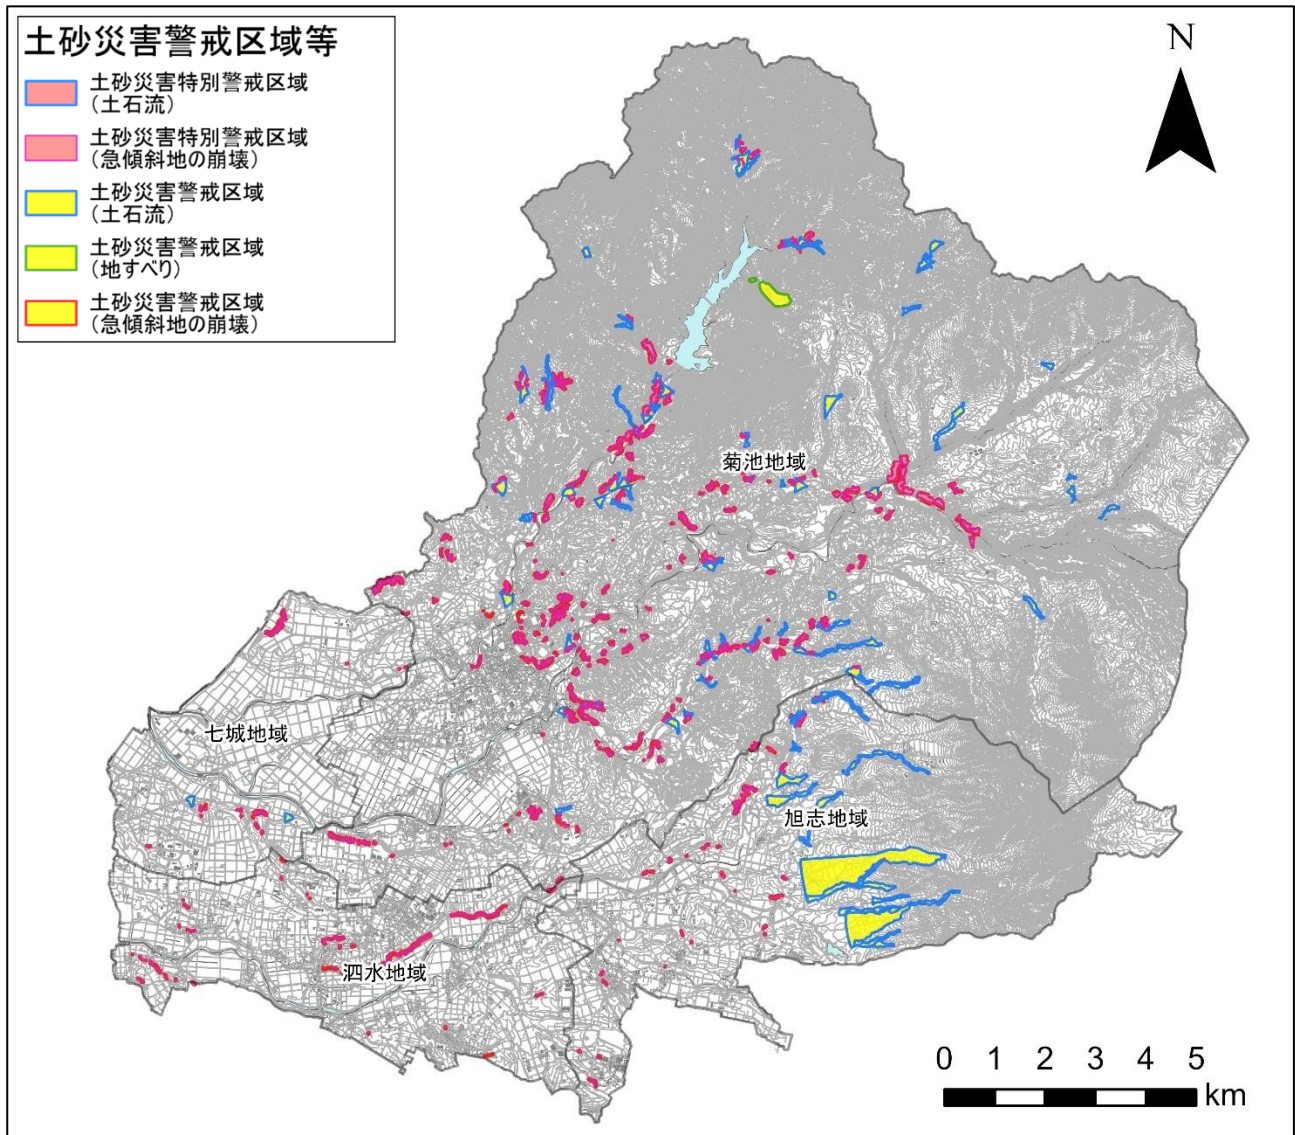 土砂災害警戒区域等
土砂災害特別警戒区域
（土石流）
土砂災害特別警戒区域
（急傾斜地の崩壊）
土砂災害警戒区域
（土石流）
土砂災害警戒区域
（地すべり）
土砂災害警戒区域
（急傾斜地の崩壊）
N
菊池地域
七城地域
旭志地域
泗水地域
0 1 2 3 4 5
km